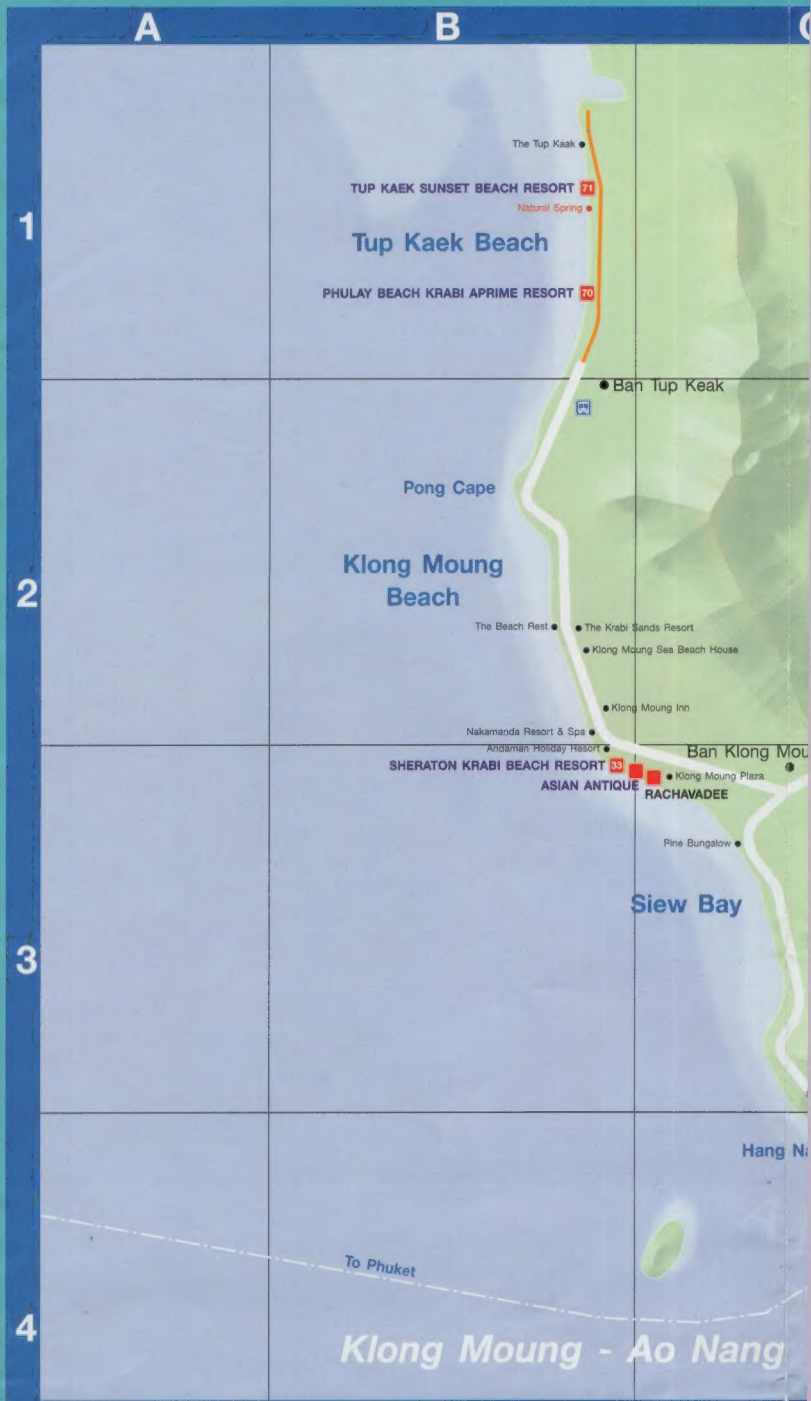 A
B
The Tup Kaak
TUP KAEK SUNSET BEACH RESORT 71
Natural Spring
1
Tup Kaek Beach
PHULAY BEACH KRABI APRIME RESORT 70
Ban Tup Keak
Pong Cape
Klong Moung
Beach
2
The Beach Rest
The Krabi Sands Resort
Klong Moung Sea Beach House
Klong Moung Inn
Nakamanda Resort & Spa
Andaman Holiday Resort
Ban Klong Mou
SHERATON KRABI BEACH RESORT 33
Klong Moung Plaza
ASIAN ANTIQUE
RACHAVADEE
Pine Bungalow
Siew Bay
3
Hang Na
To Phuket
4
Klong Moung - Ao Nang